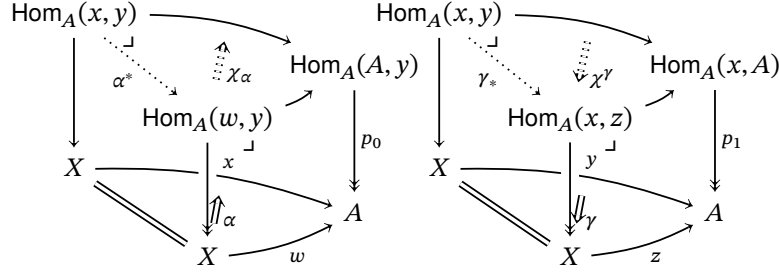 Hom_A(x, y) Hom_A(x, y)
χ_α χ^γ
Hom_A(A, y) Hom_A(x, A)
α^* γ_*
Hom_A(w, y) Hom_A(x, z)
p_0 p_1
X x X y
A A
α γ
X w X z